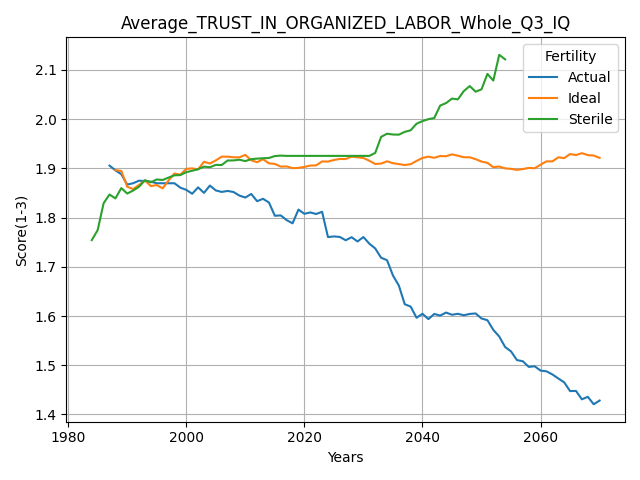 Average_TRUST_IN_ORGANIZED_LABOR_Whole_Q3_IQ
Fertility
Actual
Ideal
Sterile
Score(1-3)
2.1
2.0
1.9
1.8
1.7
1.6
1.5
1.4
1980
2000
2020
2040
2060
Years